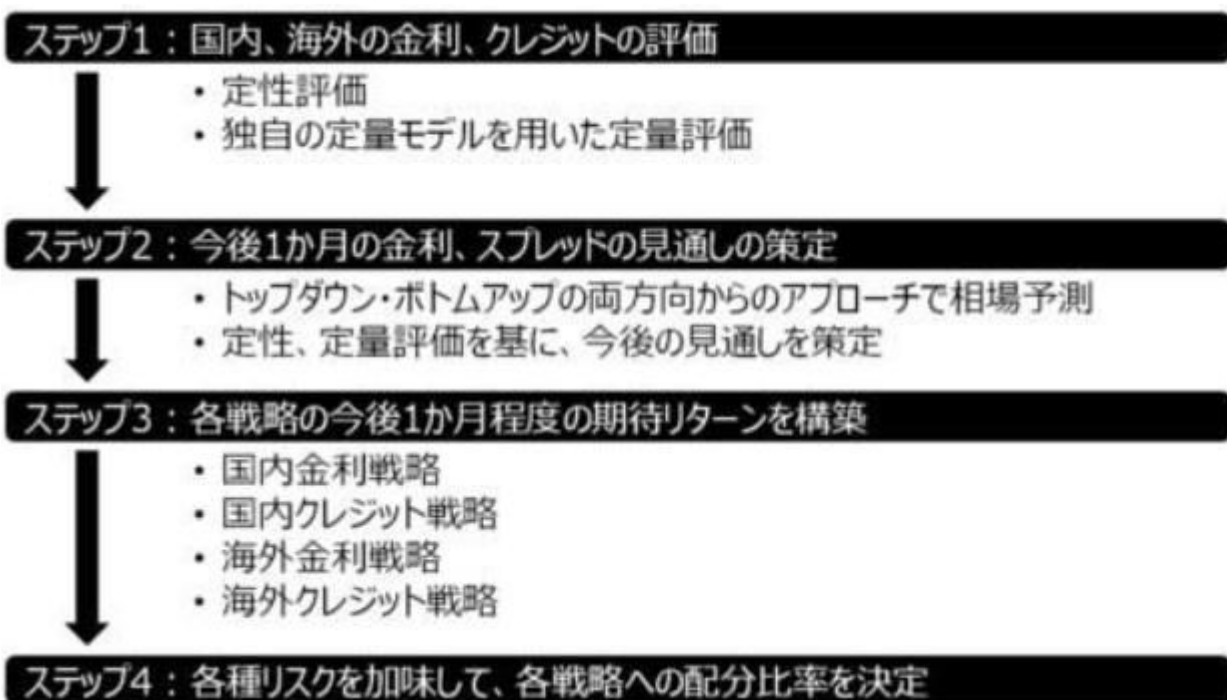 ステップ1：国内、海外の金利、クレジットの評価
・定性評価
・独自の定量モデルを用いた定量評価
ステップ2：今後1か月の金利、スプレッドの見通しの策定
・トップダウン・ボトムアップの両方向からのアプローチで相場予測
・定性、定量評価を基に、今後の見通しを策定
ステップ3：各戦略の今後1か月程度の期待リターンを構築
・国内金利戦略
・国内クレジット戦略
・海外金利戦略
・海外クレジット戦略
ステップ4：各種リスクを加味して、各戦略への配分比率を決定